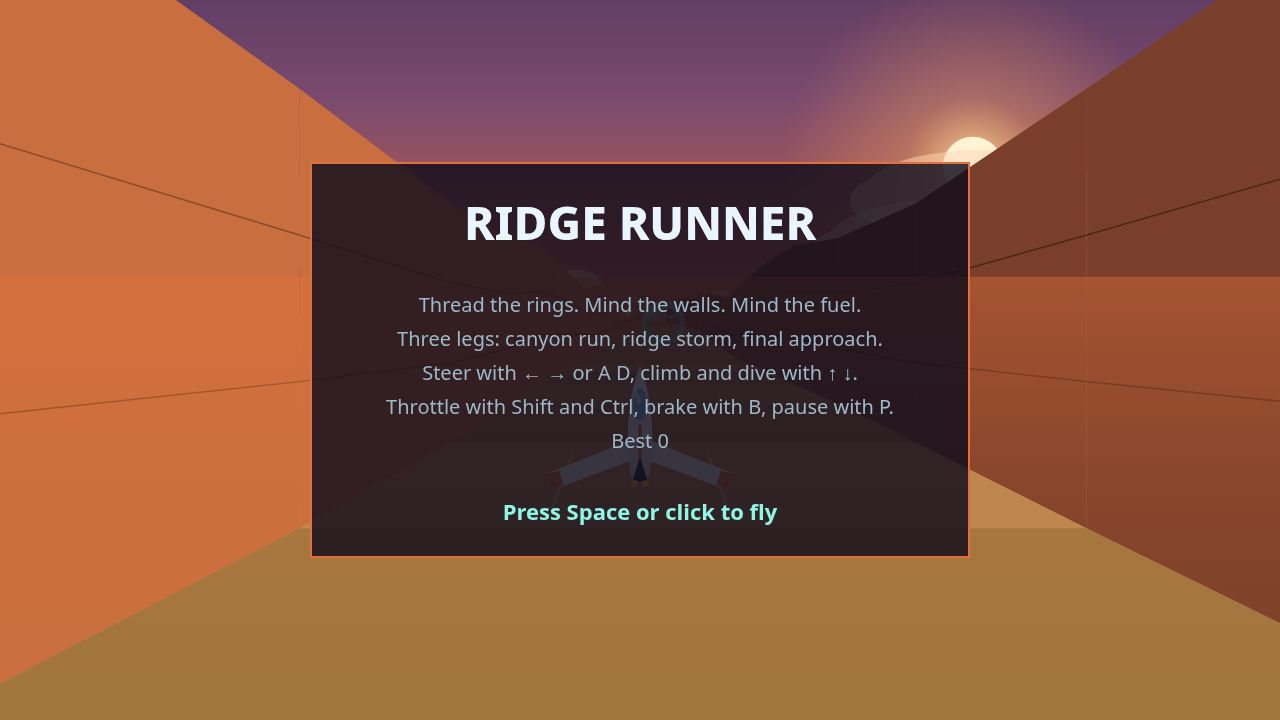 RIDGE RUNNER
Thread the rings. Mind the walls. Mind the fuel.
Three legs: canyon run, ridge storm, final approach.
Steer with ← → or A D, climb and dive with ↑ ↓.
Throttle with Shift and Ctrl, brake with B, pause with P.
Best 0
Press Space or click to fly